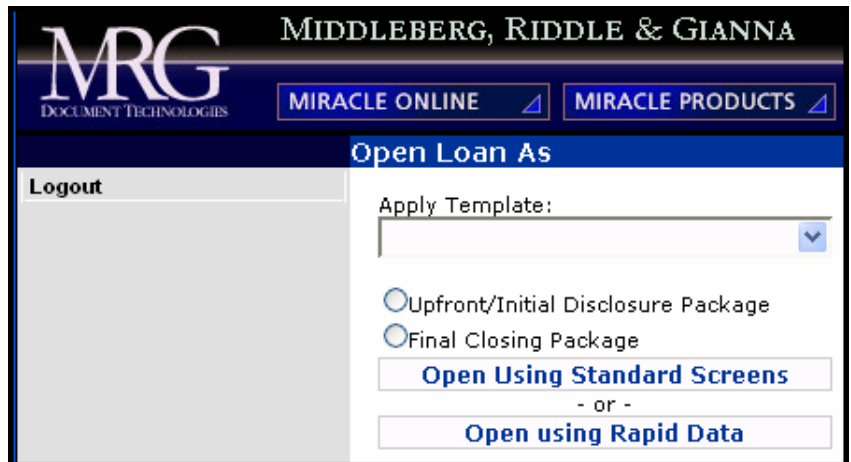 MRG
DOCUMENT TECHNOLOGIES
MIDDLEBERG, RIDDLE & GIANNA
MIRACLE ONLINE
MIRACLE PRODUCTS
Open Loan As
Logout
Apply Template:
Upfront/Initial Disclosure Package
Final Closing Package
Open Using Standard Screens
- or -
Open using Rapid Data